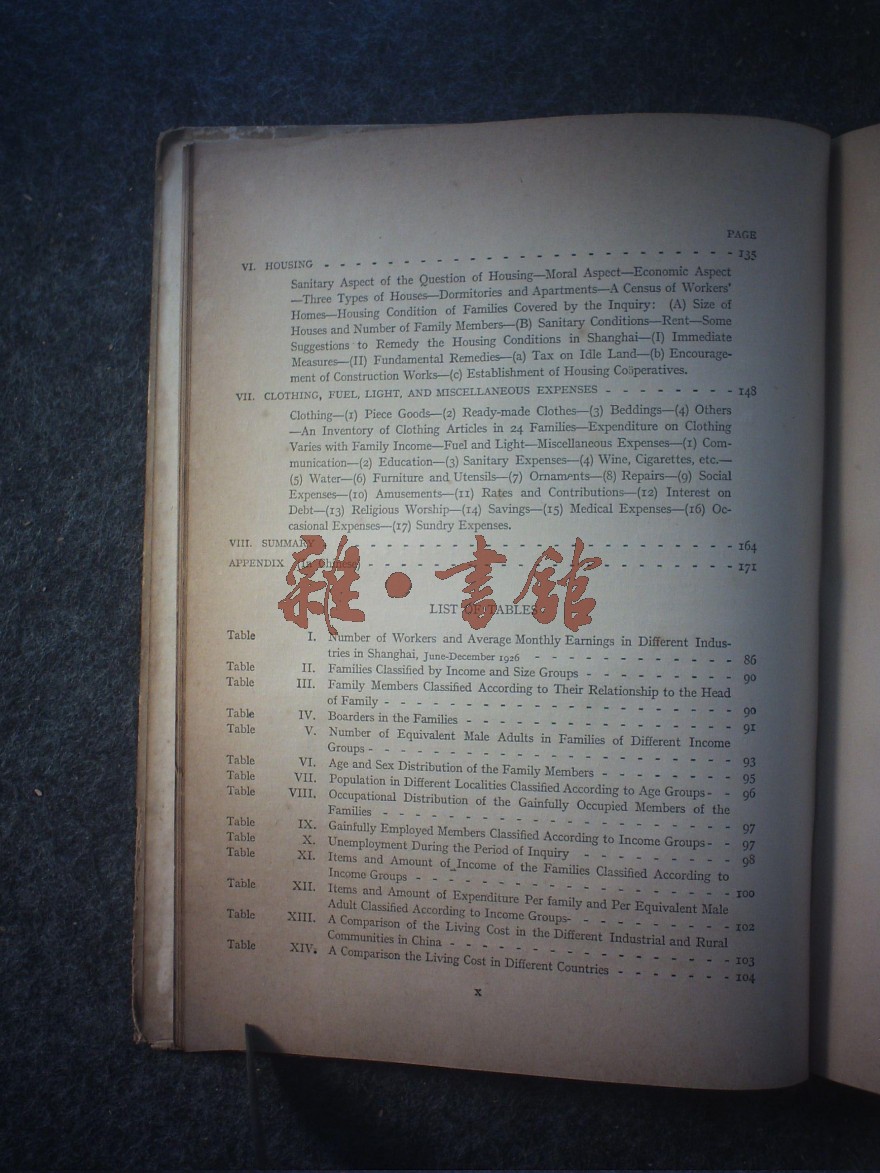 PAGE
VI. HOUSING - - - - - - - - - - - - - - - - - - - - - - 135
Sanitary Aspect of the Question of Housing—Moral Aspect—Economic Aspect
—Three Types of Houses—Dormitories and Apartments—A Census of Workers'
Homes—Housing Condition of Families Covered by the Inquiry: (A) Size of
Houses and Number of Family Members—(B) Sanitary Conditions—Rent—Some
Suggestions to Remedy the Housing Conditions in Shanghai—(I) Immediate
Measures—(II) Fundamental Remedies—(a) Tax on Idle Land—(b) Encourage-
ment of Construction Works—(c) Establishment of Housing Coöperatives.
VII. CLOTHING, FUEL, LIGHT, AND MISCELLANEOUS EXPENSES - - - - - - - - 148
Clothing—(1) Piece Goods—(2) Ready-made Clothes—(3) Beddings—(4) Others
—An Inventory of Clothing Articles in 24 Families—Expenditure on Clothing
Varies with Family Income—Fuel and Light—Miscellaneous Expenses—(1) Com-
munication—(2) Education—(3) Sanitary Expenses—(4) Wine, Cigarettes, etc.—
(5) Water—(6) Furniture and Utensils—(7) Ornaments—(8) Repairs—(9) Social
Expenses—(10) Amusements—(11) Rates and Contributions—(12) Interest on
Debt—(13) Religious Worship—(14) Savings—(15) Medical Expenses—(16) Oc-
casional Expenses—(17) Sundry Expenses.
VIII. SUMMARY - - - - - - - - - - - - - - - - - - - - 164
APPENDIX (In Chinese) - - - - - - - - - - - - - - - - - - 171
雜·書館
LIST OF TABLES
Table I. Number of Workers and Average Monthly Earnings in Different Indus-
tries in Shanghai, June-December 1926 - - - - - - - - - - - 86
Table II. Families Classified by Income and Size Groups - - - - - - - - 90
Table III. Family Members Classified According to Their Relationship to the Head
of Family - - - - - - - - - - - - - - - - - - 90
Table IV. Boarders in the Families - - - - - - - - - - - - - - 91
Table V. Number of Equivalent Male Adults in Families of Different Income
Groups - - - - - - - - - - - - - - - - - - - 93
Table VI. Age and Sex Distribution of the Family Members - - - - - - - 95
Table VII. Population in Different Localities Classified According to Age Groups - - 96
Table VIII. Occupational Distribution of the Gainfully Occupied Members of the
Families - - - - - - - - - - - - - - - - - - 97
Table IX. Gainfully Employed Members Classified According to Income Groups - - 97
Table X. Unemployment During the Period of Inquiry - - - - - - - - 98
Table XI. Items and Amount of Income of the Families Classified According to
Income Groups - - - - - - - - - - - - - - - - 100
Table XII. Items and Amount of Expenditure Per family and Per Equivalent Male
Adult Classified According to Income Groups - - - - - - - - 102
Table XIII. A Comparison of the Living Cost in the Different Industrial and Rural
Communities in China - - - - - - - - - - - - - - 103
Table XIV. A Comparison the Living Cost in Different Countries - - - - - - 104
x